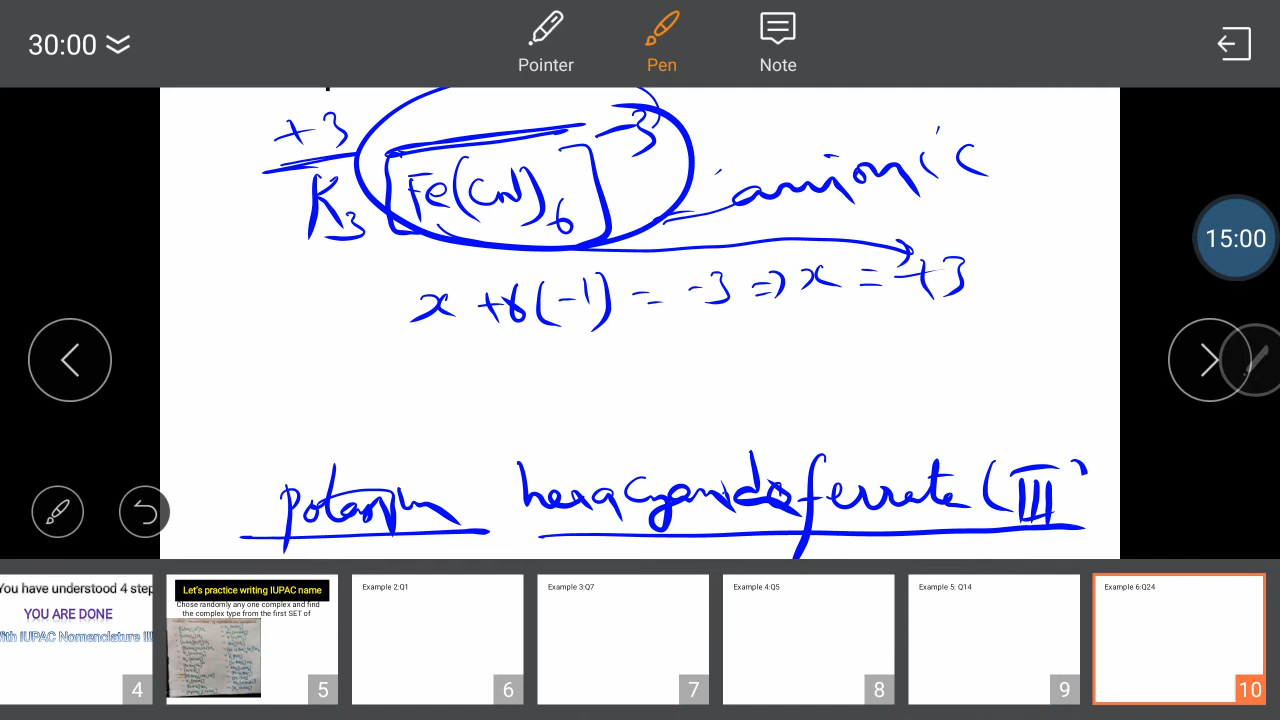 30:00
Pointer
Pen
Note
+3
-3
K3 [Fe(CN)6]
anionic
15:00
x + 6(-1) = -3 => x = +3
hexacyanidoferrate (III)
You have understood 4 step
YOU ARE DONE
With IUPAC Nomenclature III
4
Let's practice writing IUPAC name
Chose randomly any one complex and find
the complex type from the first SET of
5
Example 2:Q1
6
Example 3:Q7
7
Example 4:Q5
8
Example 5: Q14
9
Example 6:Q24
10